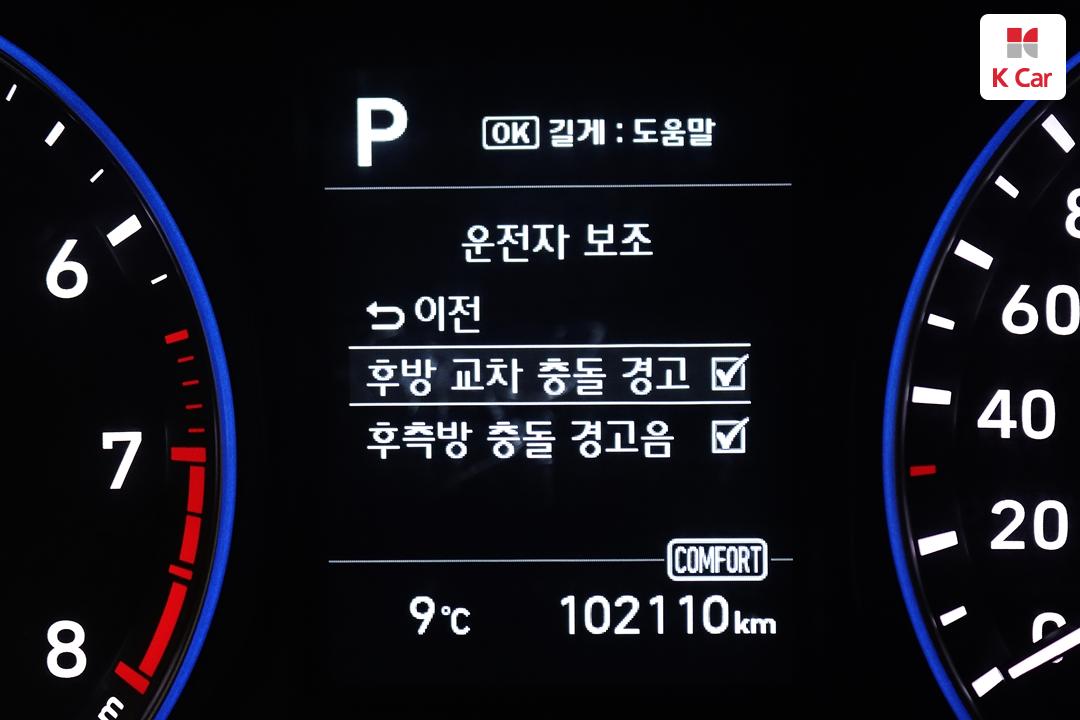 K Car
P
OK 길게 : 도움말
운전자 보조
이전
후방 교차 충돌 경고
후측방 충돌 경고음
COMFORT
9℃ 102110km
6
7
8
m
8
60
40
20
0